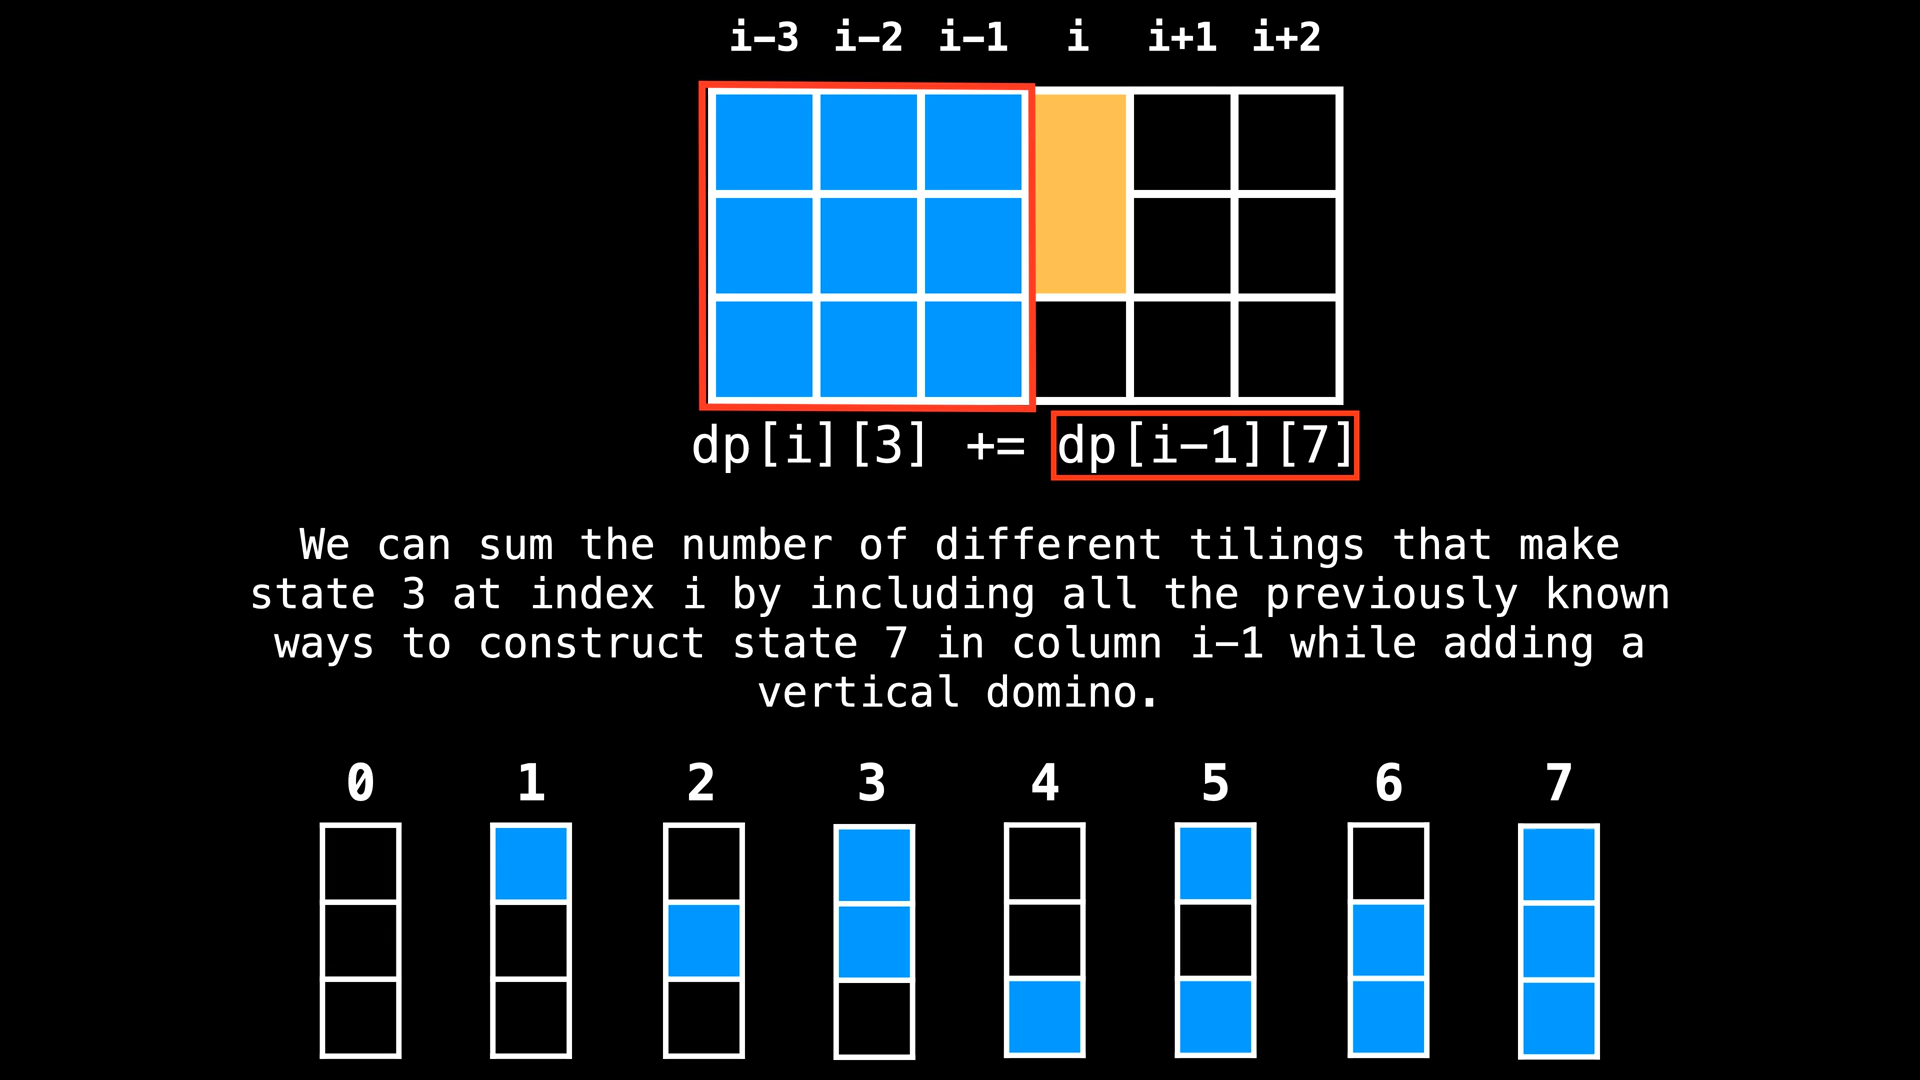 i-3 i-2 i-1 i i+1 i+2
dp[i][3] += dp[i-1][7]
We can sum the number of different tilings that make
state 3 at index i by including all the previously known
ways to construct state 7 in column i-1 while adding a
vertical domino.
0 1 2 3 4 5 6 7